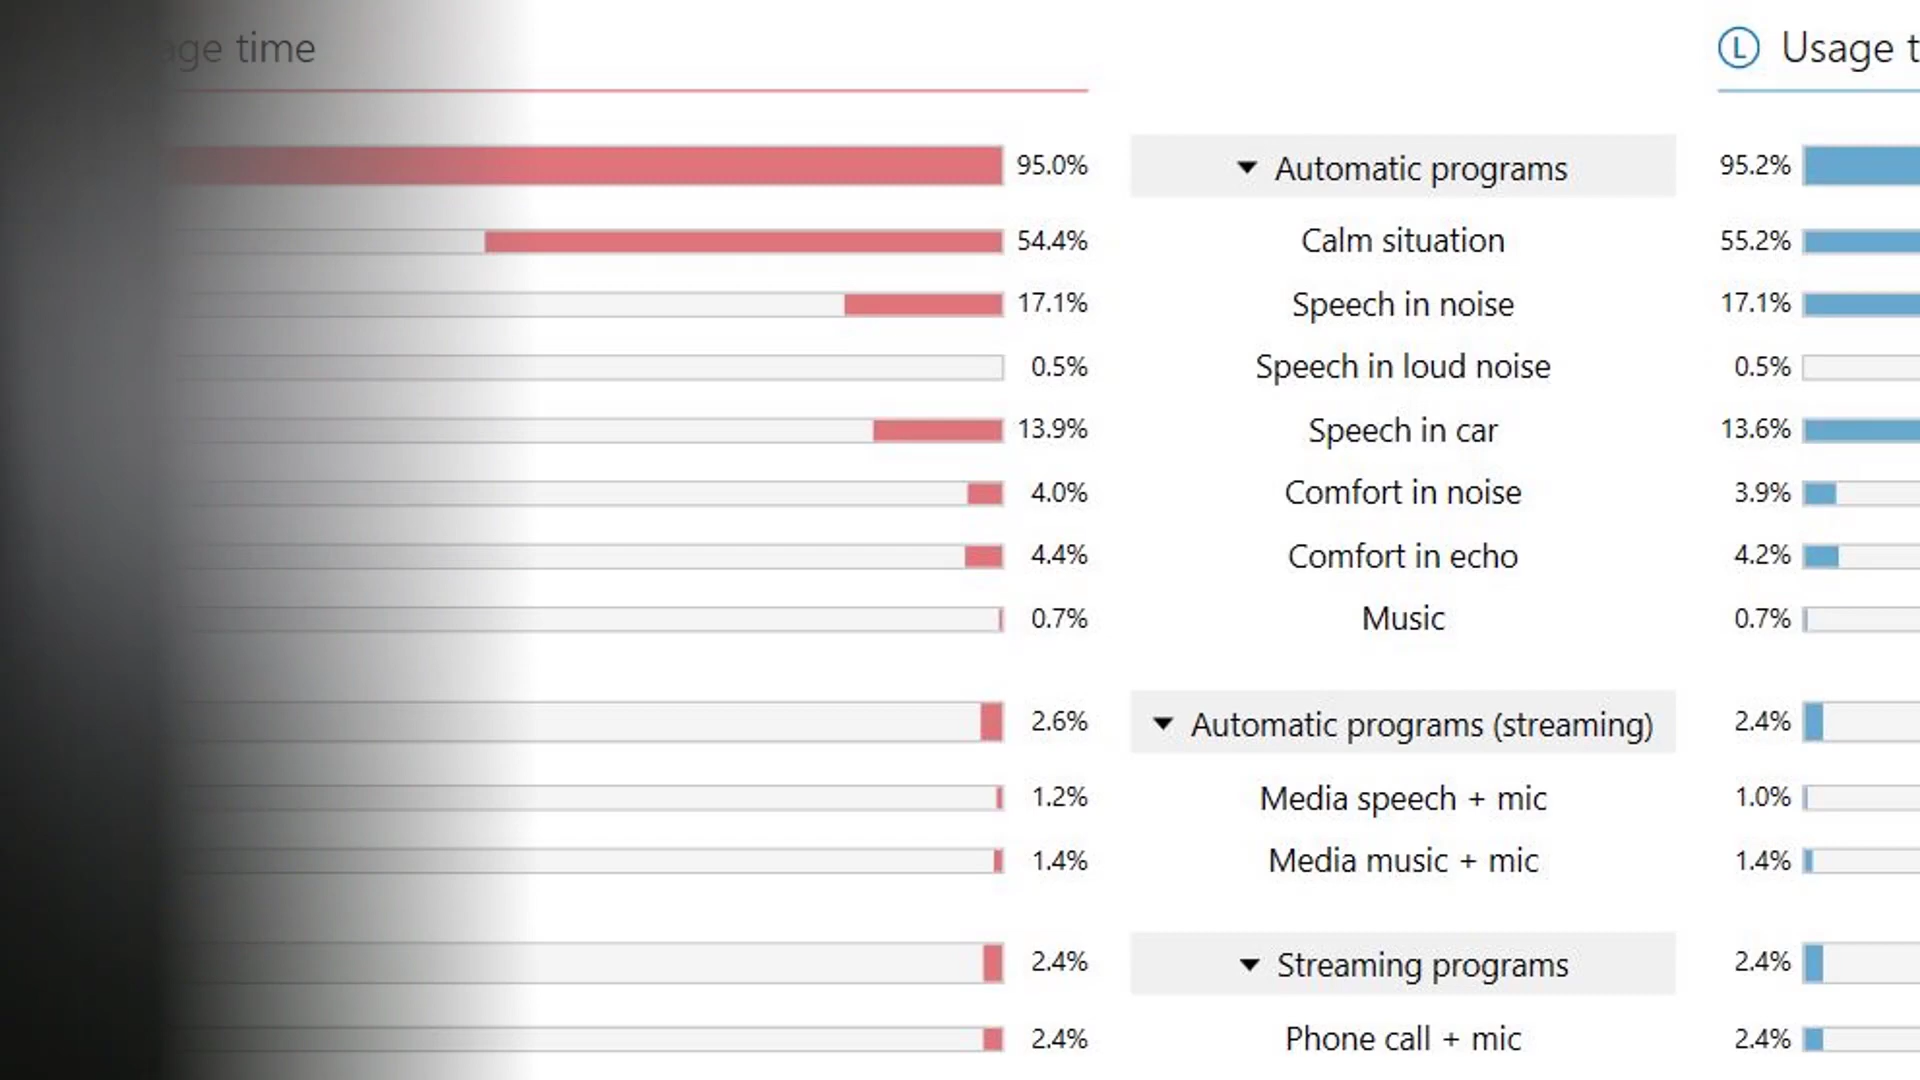 age time
L Usage t
95.0% ▼ Automatic programs 95.2%
54.4% Calm situation 55.2%
17.1% Speech in noise 17.1%
0.5% Speech in loud noise 0.5%
13.9% Speech in car 13.6%
4.0% Comfort in noise 3.9%
4.4% Comfort in echo 4.2%
0.7% Music 0.7%
2.6% ▼ Automatic programs (streaming) 2.4%
1.2% Media speech + mic 1.0%
1.4% Media music + mic 1.4%
2.4% ▼ Streaming programs 2.4%
2.4% Phone call + mic 2.4%